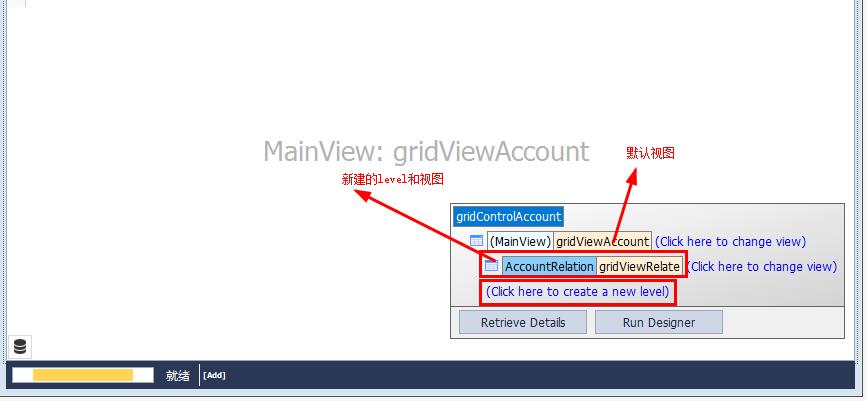 MainView: gridViewAccount
默认视图
新建的level和视图
gridControlAccount
(MainView) gridViewAccount (Click here to change view)
AccountRelation gridViewRelate (Click here to change view)
(Click here to create a new level)
Retrieve Details Run Designer
就绪 [Add]